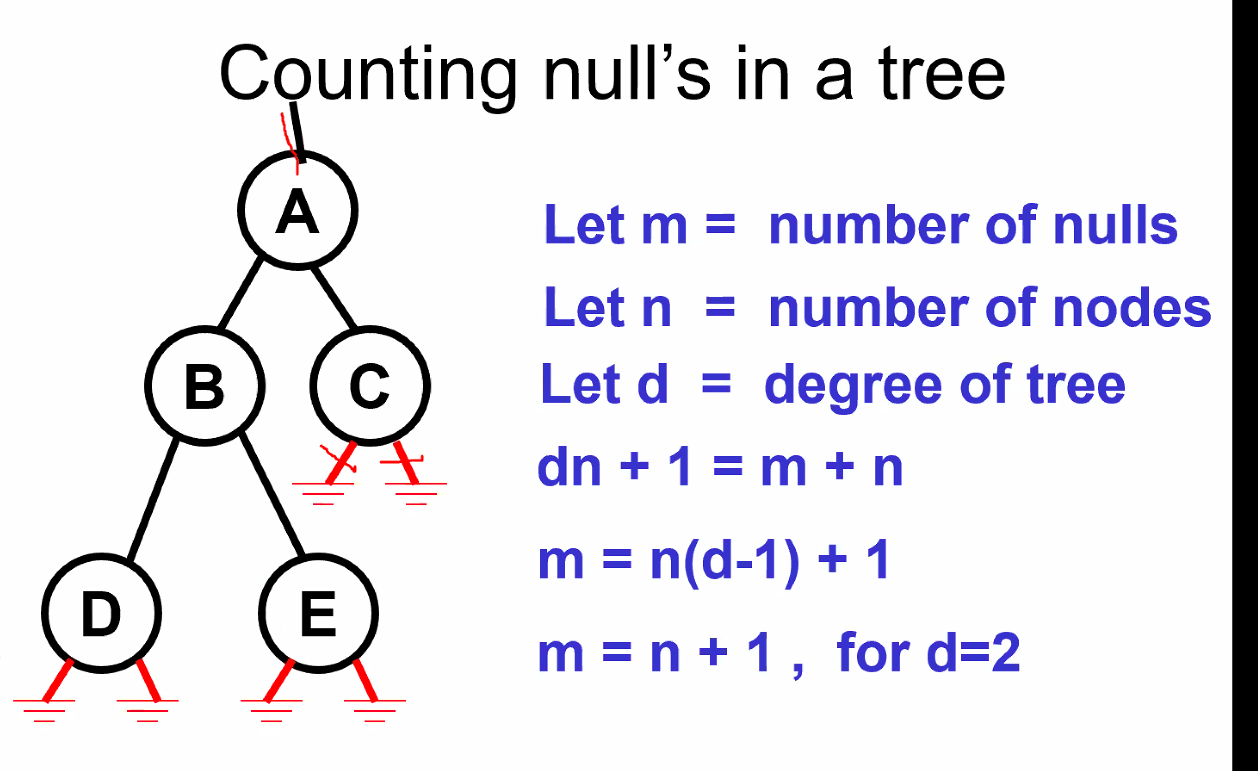 Counting null’s in a tree
A
Let m = number of nulls
Let n = number of nodes
B
C
Let d = degree of tree
dn + 1 = m + n
m = n(d-1) + 1
D
E
m = n + 1 , for d=2